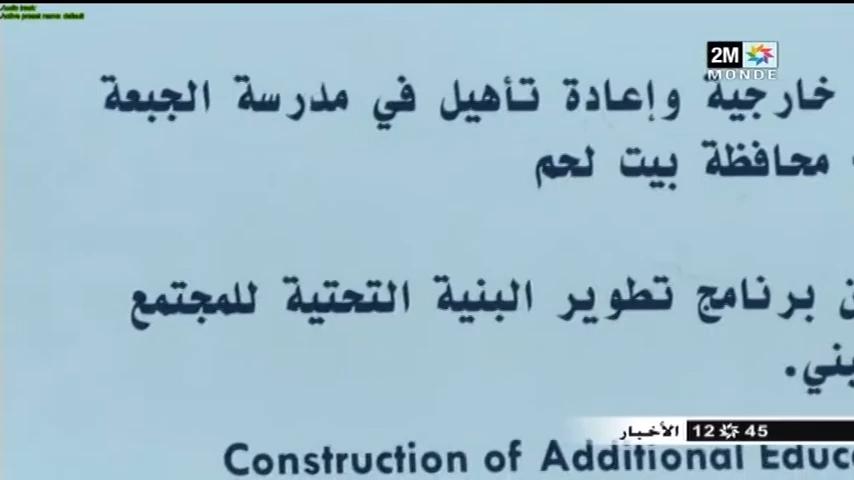 2M
MONDE
خارجية وإعادة تأهيل في مدرسة الجبعة
محافظة بيت لحم
برنامج تطوير البنية التحتية للمجتمع
الأخبار 12 45
Construction of Additional